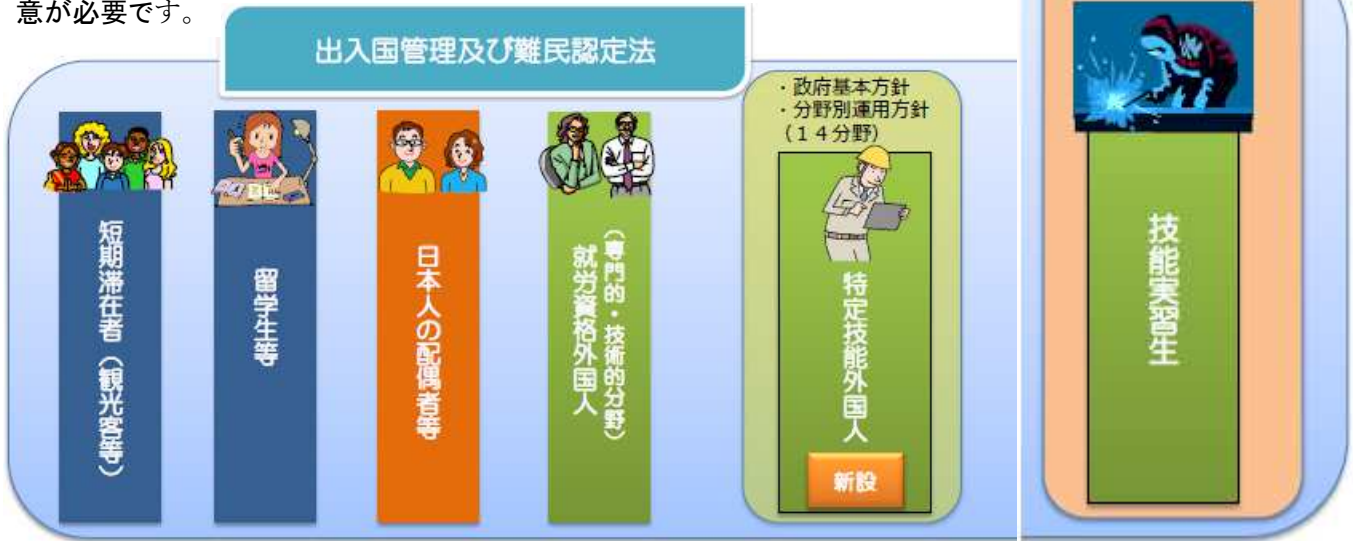 意が必要です。
出入国管理及び難民認定法
・政府基本方針
・分野別運用方針
（１４分野）
短期滞在者（観光客等）
留学生等
日本人の配偶者等
（専門的・技術的分野）
就労資格外国人
特定技能外国人
新設
技能実習生